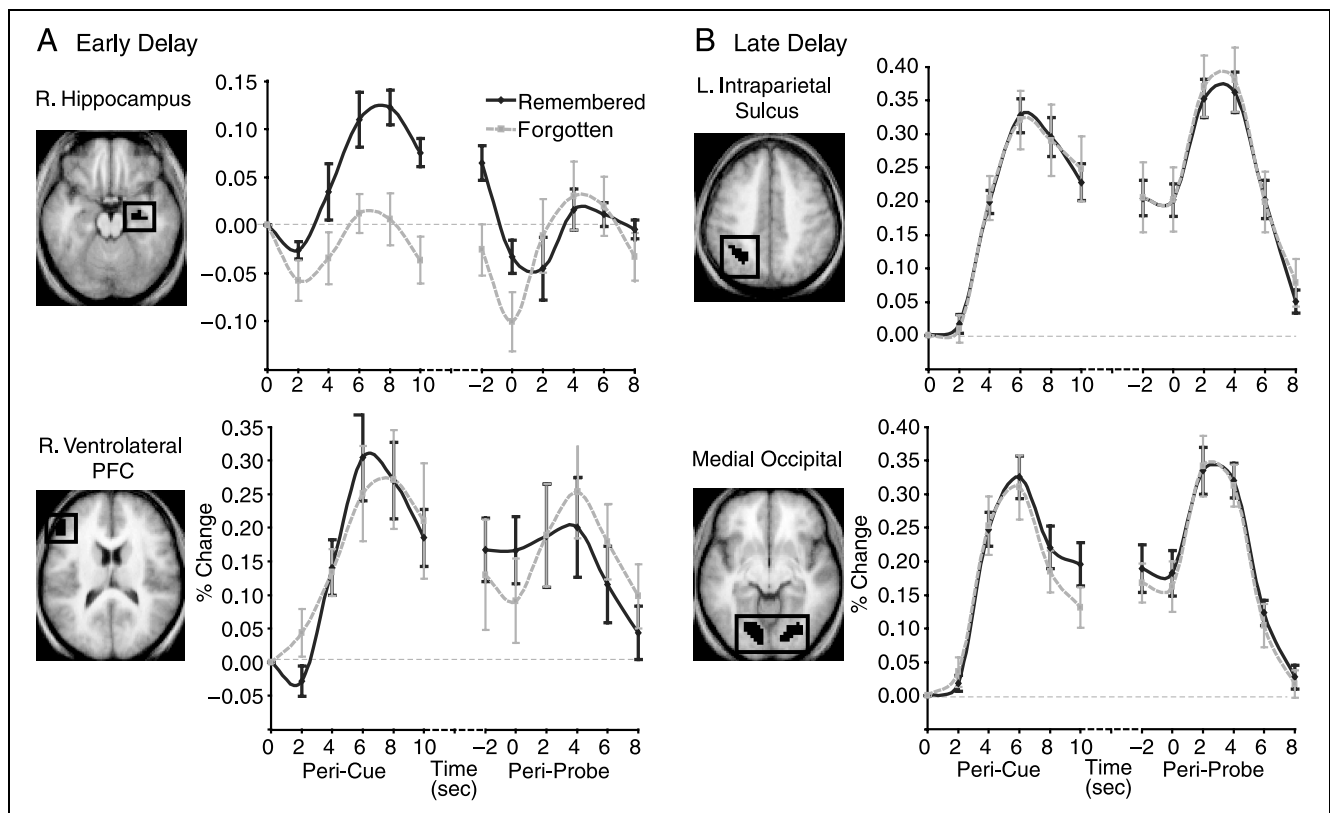 A Early Delay
R. Hippocampus
0.15
0.10
0.05
0.00
−0.05
−0.10
Remembered
Forgotten
0 2 4 6 8 10 −2 0 2 4 6 8
R. Ventrolateral
PFC
% Change
0.35
0.30
0.25
0.20
0.15
0.10
0.05
0.00
−0.05
0 2 4 6 8 10 −2 0 2 4 6 8
Peri-Cue Time Peri-Probe
(sec)
B Late Delay
L. Intraparietal
Sulcus
0.40
0.35
0.30
0.25
0.20
0.15
0.10
0.05
0.00
0 2 4 6 8 10 −2 0 2 4 6 8
Medial Occipital
% Change
0.40
0.35
0.30
0.25
0.20
0.15
0.10
0.05
0.00
0 2 4 6 8 10 −2 0 2 4 6 8
Peri-Cue Time Peri-Probe
(sec)